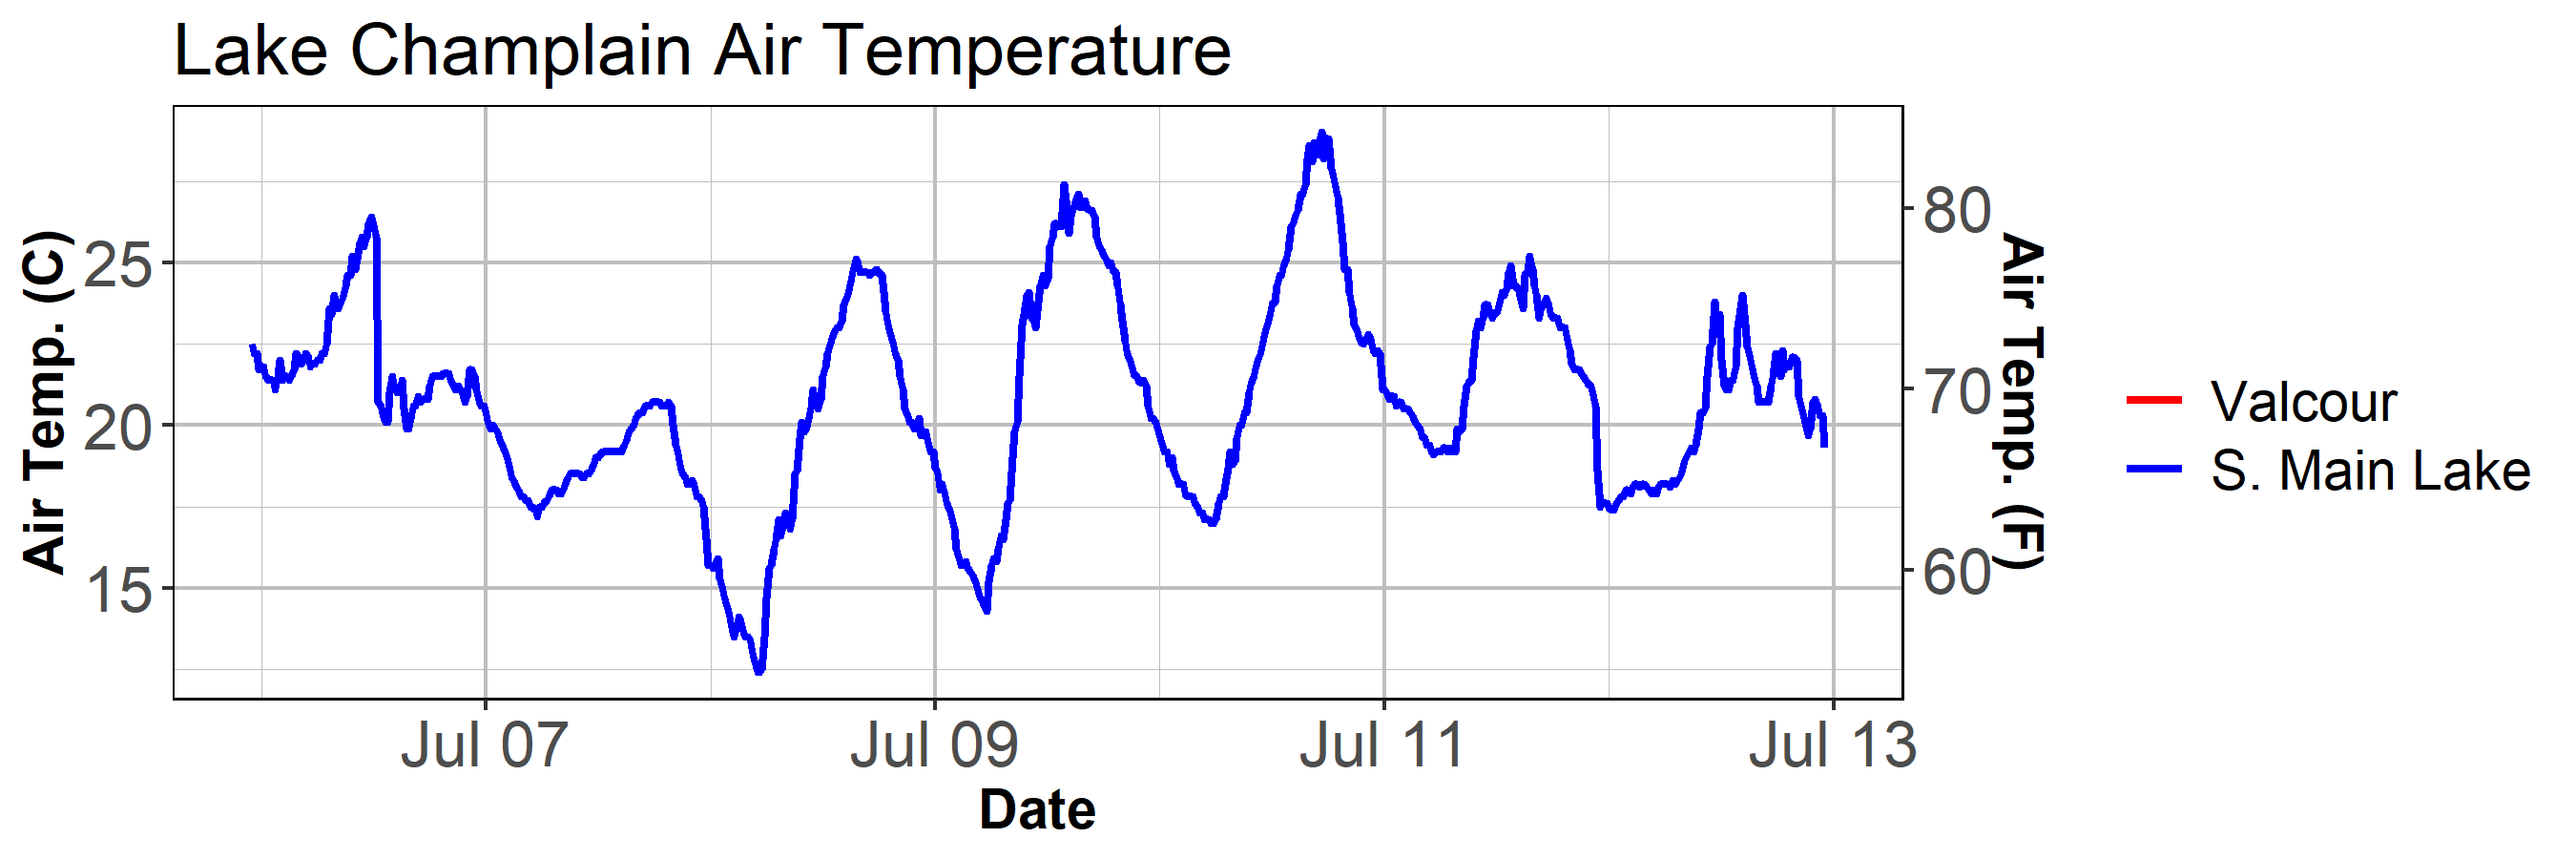 Lake Champlain Air Temperature
Air Temp. (C)
25
20
15
80
70
60
Air Temp. (F)
Jul 07
Jul 09
Jul 11
Jul 13
Date
Valcour
S. Main Lake